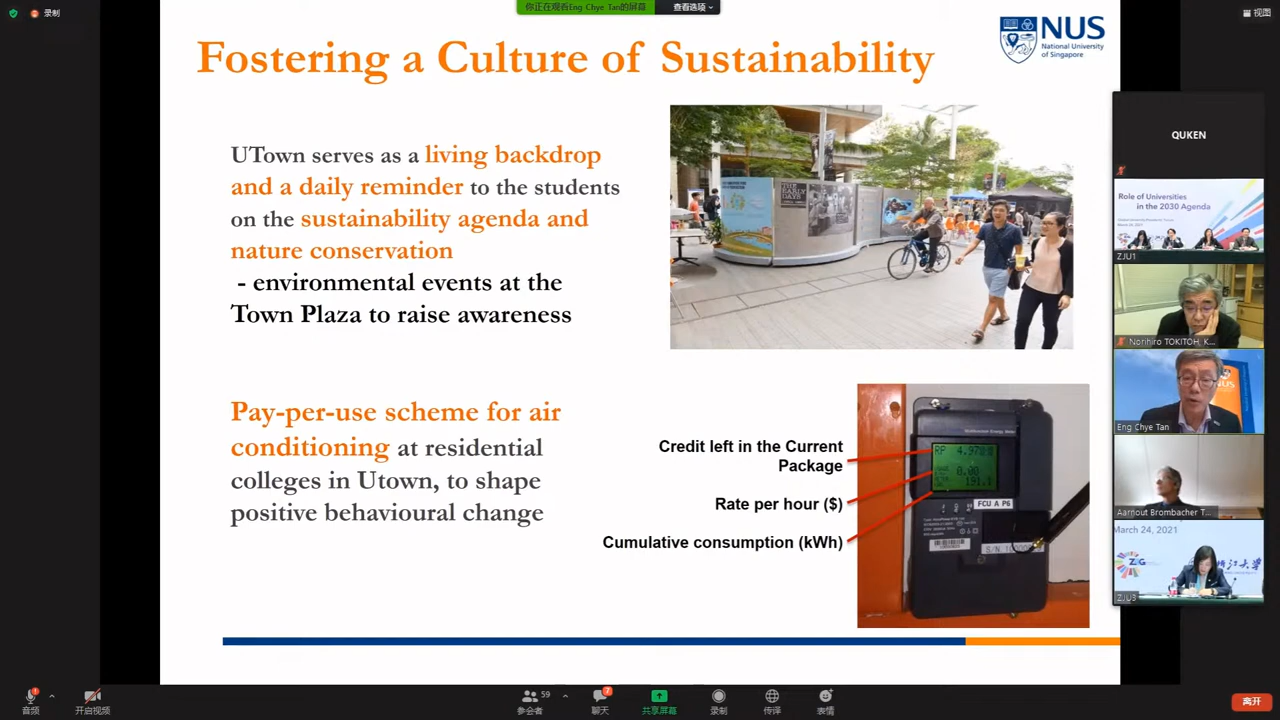 录制
你正在观看Eng Chye Tan的屏幕
查看选项
视图
Fostering a Culture of Sustainability
NUS
National University
of Singapore
UTown serves as a living backdrop
and a daily reminder to the students
on the sustainability agenda and
nature conservation
- environmental events at the
Town Plaza to raise awareness
THE
EARLY
DAYS
Pay-per-use scheme for air
conditioning at residential
colleges in Utown, to shape
positive behavioural change
Credit left in the Current
Package
Rate per hour ($)
Cumulative consumption (kWh)
FCU A P6
QUKEN
Role of Universities
in the 2030 Agenda
ZJU1
Norihiro TOKITOH, K...
NUS
Eng Chye Tan
Aarnout Brombacher T...
March 24, 2021
ZJU3
音频
开启视频
59
参会者
7
聊天
共享屏幕
录制
传译
表情
离开